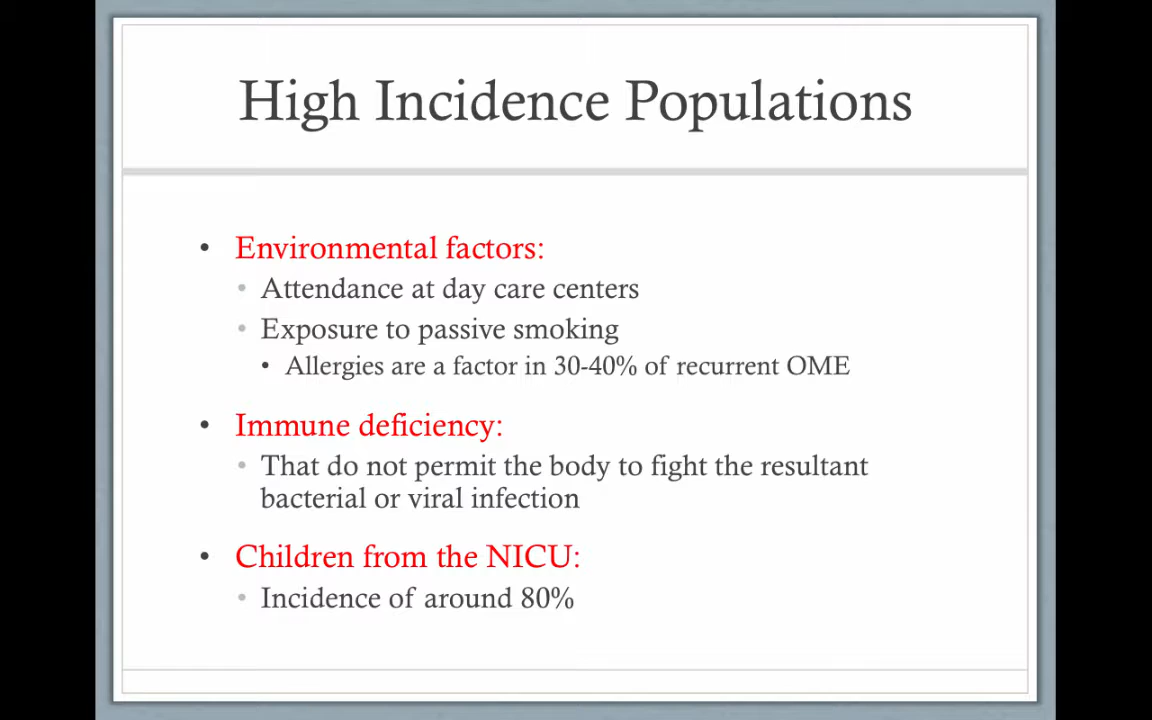 High Incidence Populations
• Environmental factors:
• Attendance at day care centers
• Exposure to passive smoking
• Allergies are a factor in 30-40% of recurrent OME
• Immune deficiency:
• That do not permit the body to fight the resultant
bacterial or viral infection
• Children from the NICU:
• Incidence of around 80%